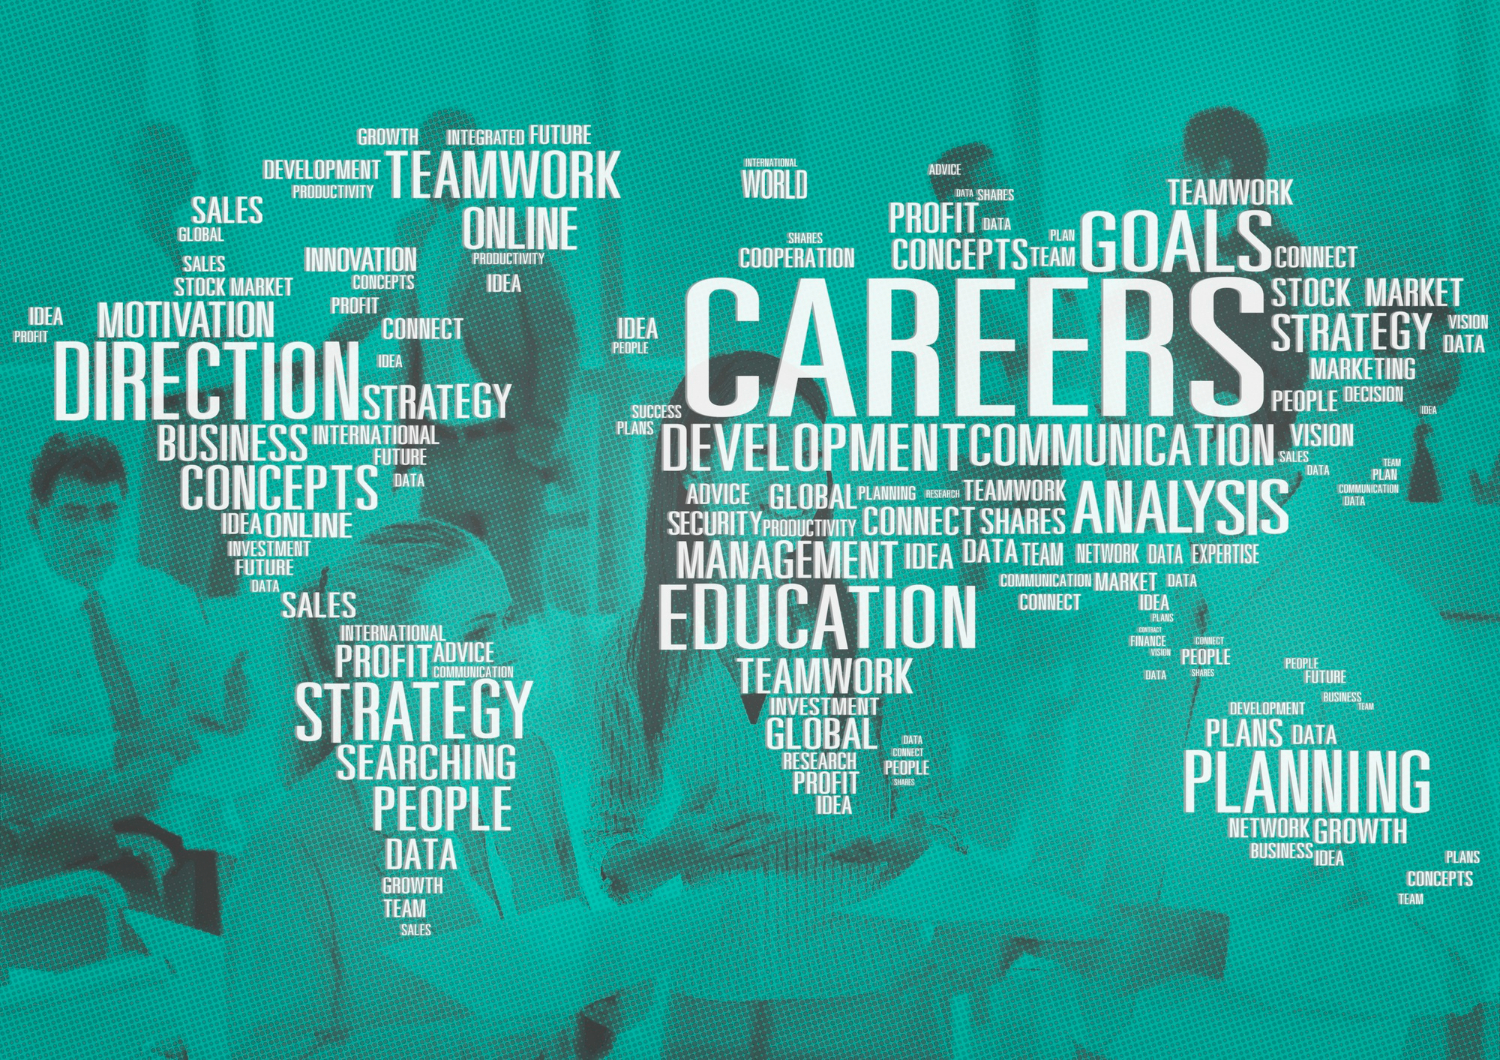 GROWTH INTEGRATED FUTURE
DEVELOPMENT TEAMWORK
PRODUCTIVITY
SALES
GLOBAL
ONLINE
PRODUCTIVITY
SALES
INNOVATION
STOCK MARKET
CONCEPTS
IDEA
PROFIT
IDEA
PROFIT
MOTIVATION
CONNECT
DIRECTION
IDEA
STRATEGY
BUSINESS INTERNATIONAL
FUTURE
CONCEPTS
DATA
IDEA ONLINE
INVESTMENT
FUTURE
DATA
SALES
INTERNATIONAL
PROFIT ADVICE
COMMUNICATION
STRATEGY
SEARCHING
PEOPLE
DATA
GROWTH
TEAM
SALES
INTERNATIONAL
WORLD
SHARES
COOPERATION
ADVICE
DATA SHARES
PROFIT DATA
CONCEPTS TEAM
PLAN
TEAMWORK
GOALS
CONNECT
IDEA
PEOPLE
CAREERS
STOCK MARKET
STRATEGY
VISION
DATA
MARKETING
PEOPLE DECISION
IDEA
SUCCESS
PLANS
DEVELOPMENT COMMUNICATION VISION
SALES
DATA
TEAM
PLAN
COMMUNICATION
DATA
ADVICE GLOBAL PLANNING RESEARCH TEAMWORK ANALYSIS
SECURITY PRODUCTIVITY CONNECT SHARES
MANAGEMENT IDEA DATA TEAM NETWORK DATA EXPERTISE
COMMUNICATION MARKET DATA
EDUCATION
CONNECT
IDEA
PLANS
CONTRACT
FINANCE
VISION
CONNECT
PEOPLE
SHARES
DATA
TEAMWORK
INVESTMENT
GLOBAL
RESEARCH
PROFIT
IDEA
DATA
CONNECT
PEOPLE
SHARES
PEOPLE
FUTURE
BUSINESS
TEAM
DEVELOPMENT
PLANS DATA
PLANNING
NETWORK GROWTH
BUSINESS IDEA
PLANS
CONCEPTS
TEAM